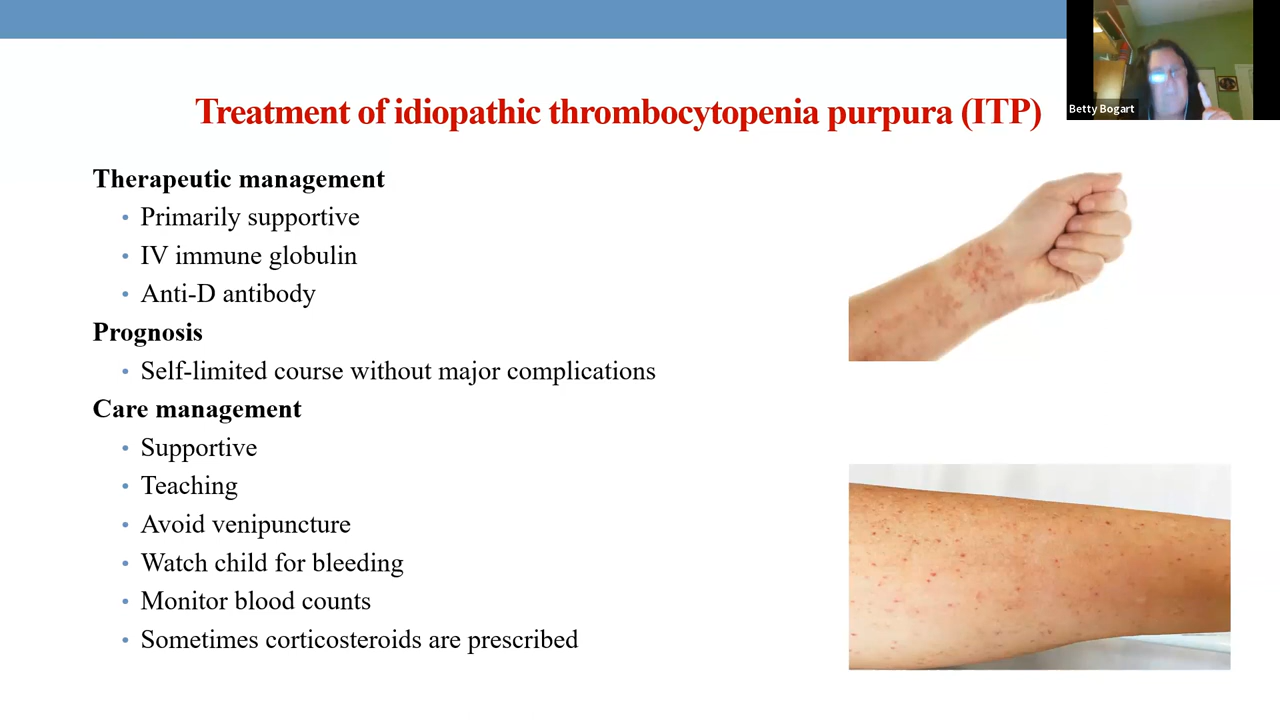 Treatment of idiopathic thrombocytopenia purpura (ITP)
Betty Bogart
Therapeutic management
• Primarily supportive
• IV immune globulin
• Anti-D antibody
Prognosis
• Self-limited course without major complications
Care management
• Supportive
• Teaching
• Avoid venipuncture
• Watch child for bleeding
• Monitor blood counts
• Sometimes corticosteroids are prescribed